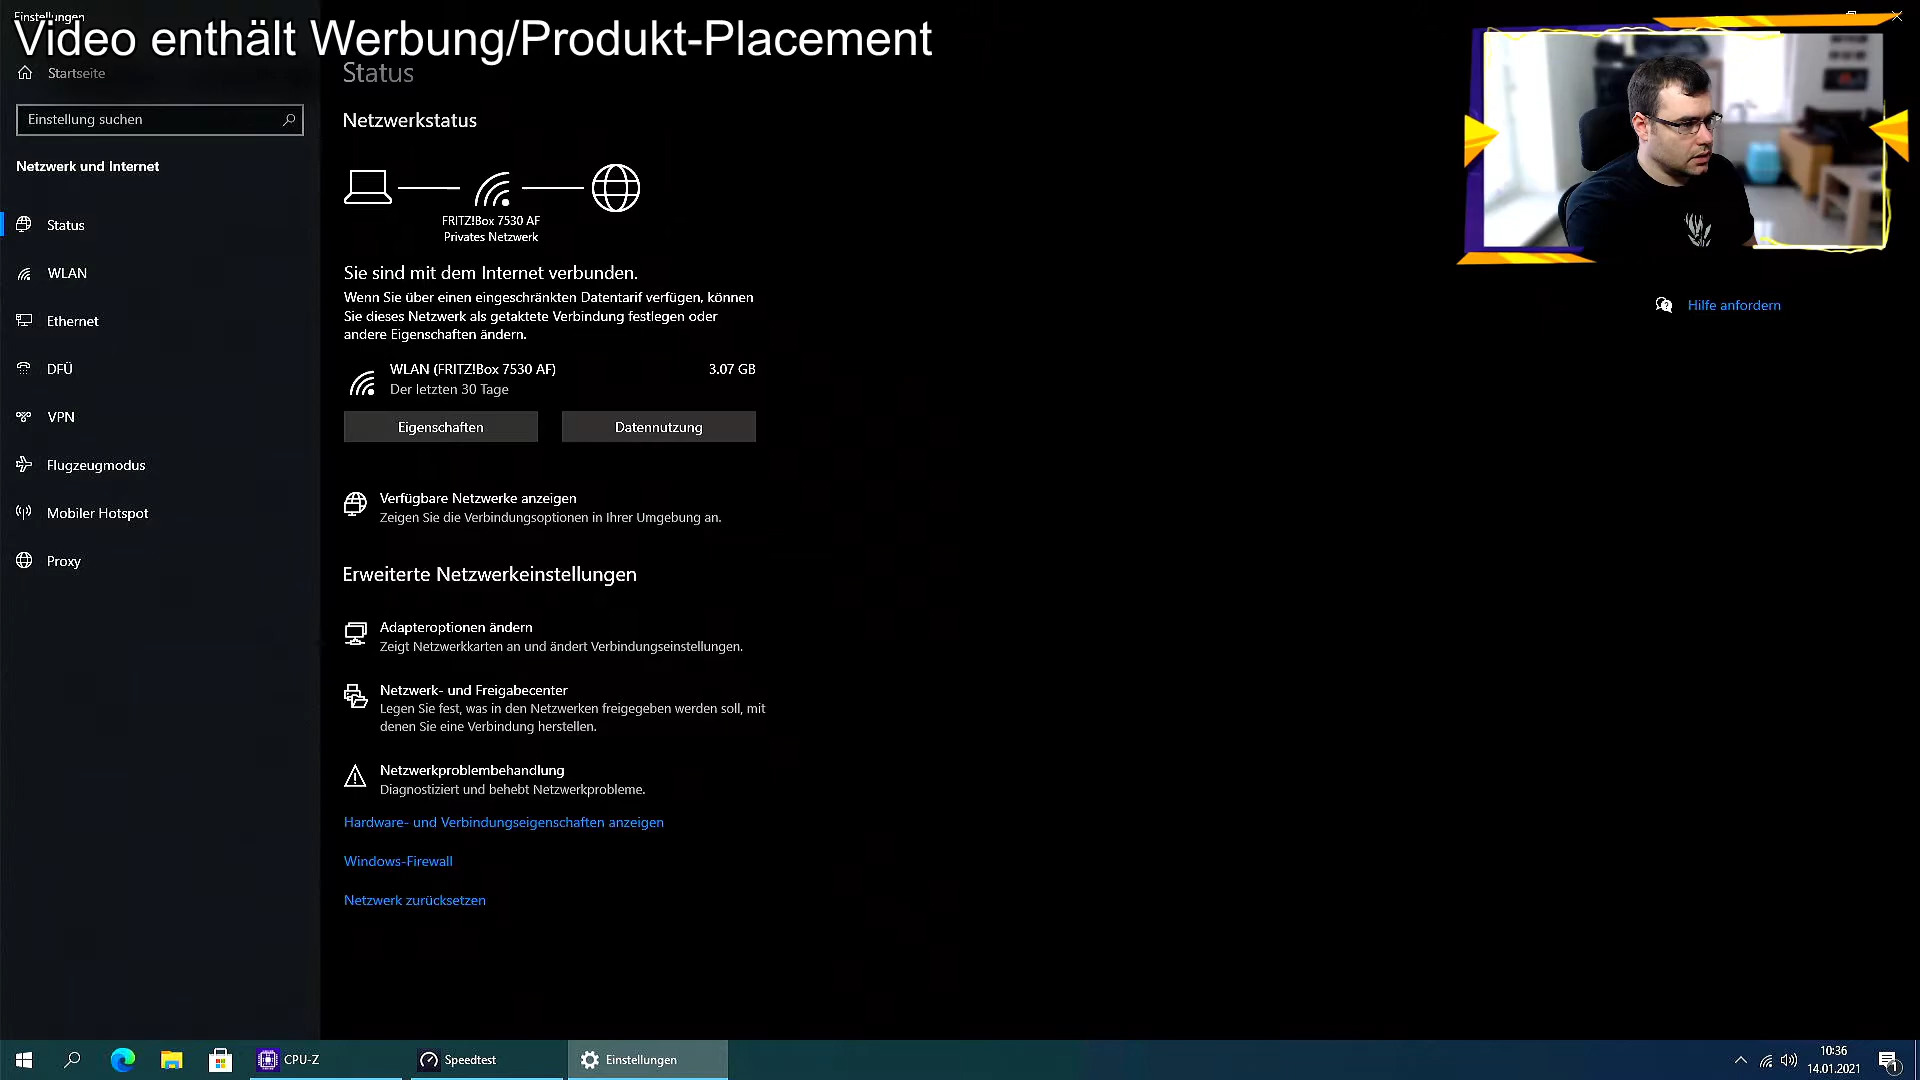 Einstellungen
Video enthält Werbung/Produkt-Placement
Startseite
Einstellung suchen
Netzwerk und Internet
Status
WLAN
Ethernet
DFÜ
VPN
Flugzeugmodus
Mobiler Hotspot
Proxy
Status
Netzwerkstatus
FRITZ!Box 7530 AF
Privates Netzwerk
Sie sind mit dem Internet verbunden.
Wenn Sie über einen eingeschränkten Datentarif verfügen, können
Sie dieses Netzwerk als getaktete Verbindung festlegen oder
andere Eigenschaften ändern.
WLAN (FRITZ!Box 7530 AF) 3.07 GB
Der letzten 30 Tage
Eigenschaften Datennutzung
Verfügbare Netzwerke anzeigen
Zeigen Sie die Verbindungsoptionen in Ihrer Umgebung an.
Erweiterte Netzwerkeinstellungen
Adapteroptionen ändern
Zeigt Netzwerkkarten an und ändert Verbindungseinstellungen.
Netzwerk- und Freigabecenter
Legen Sie fest, was in den Netzwerken freigegeben werden soll, mit
denen Sie eine Verbindung herstellen.
Netzwerkproblembehandlung
Diagnostiziert und behebt Netzwerkprobleme.
Hardware- und Verbindungseigenschaften anzeigen
Windows-Firewall
Netzwerk zurücksetzen
Hilfe anfordern
CPU-Z Speedtest Einstellungen
10:36
14.01.2021
1